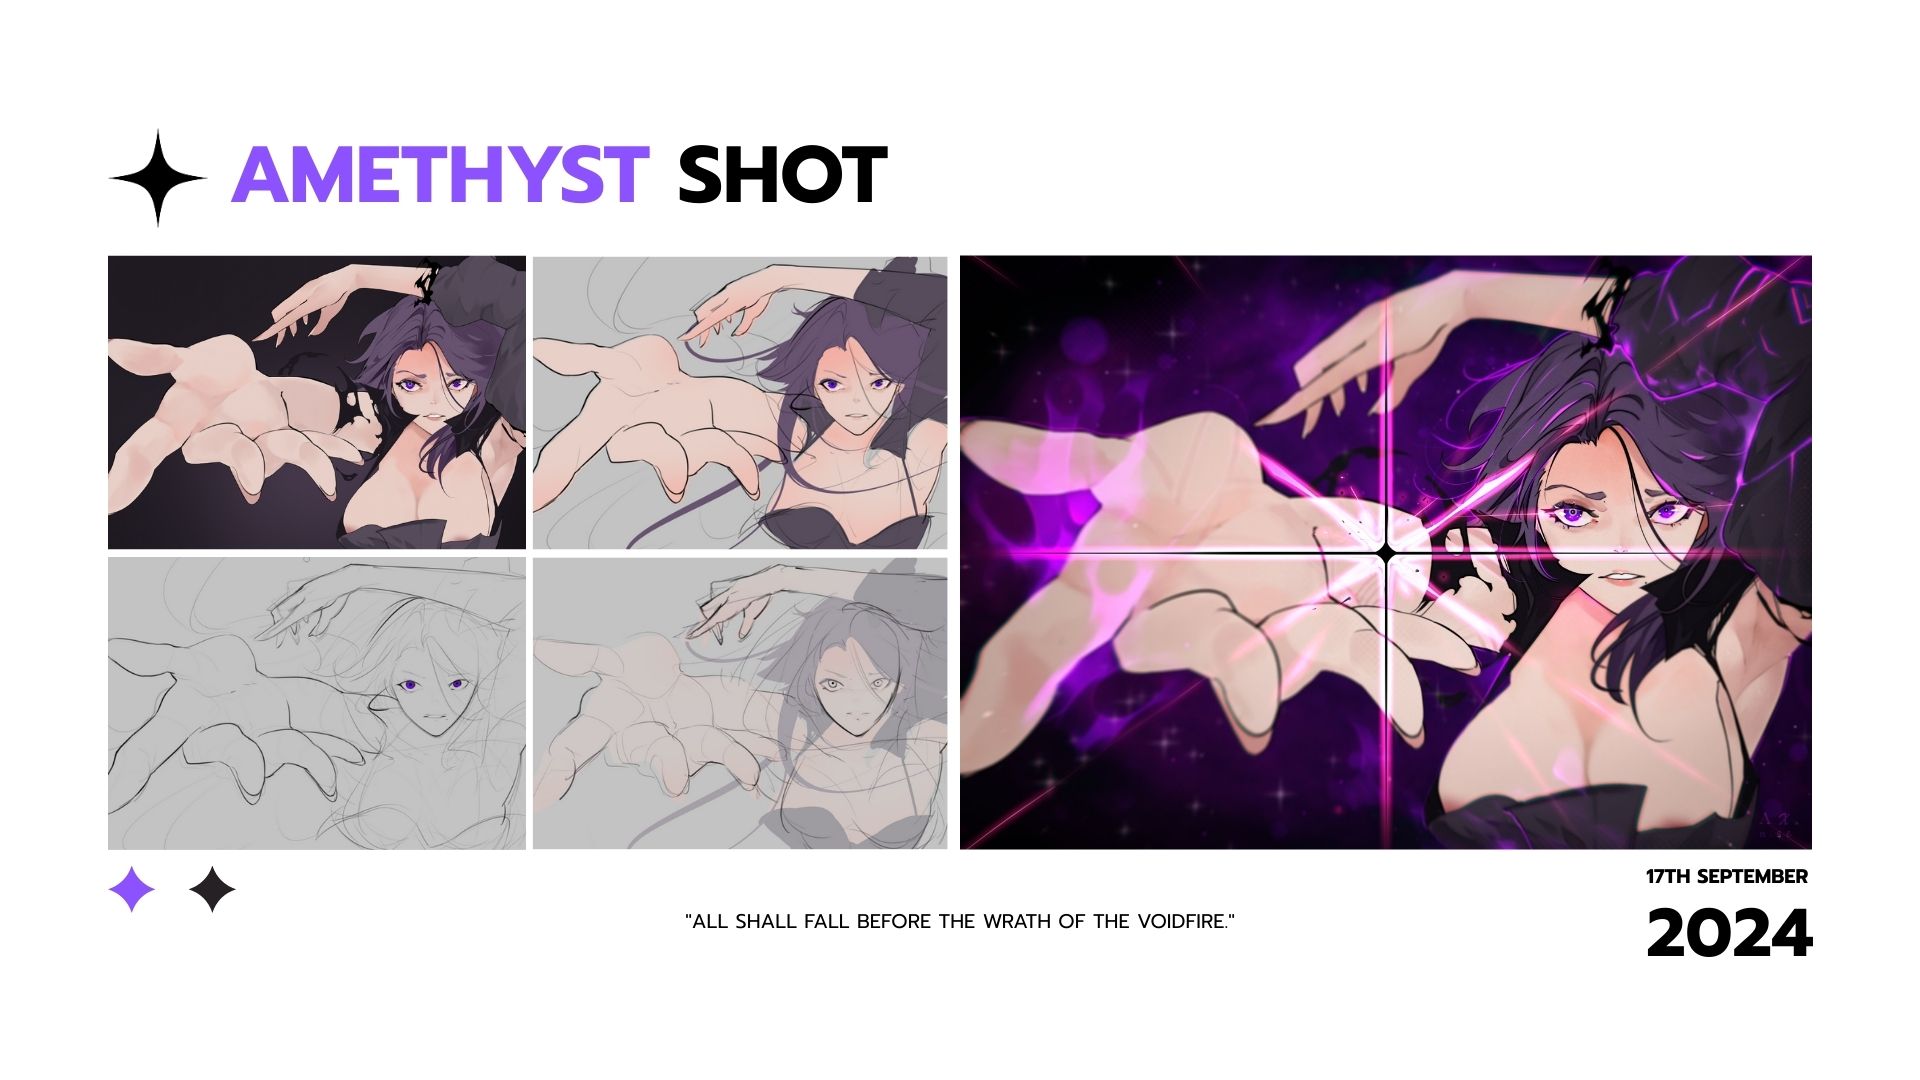 AMETHYST SHOT
"ALL SHALL FALL BEFORE THE WRATH OF THE VOIDFIRE."
17TH SEPTEMBER
2024